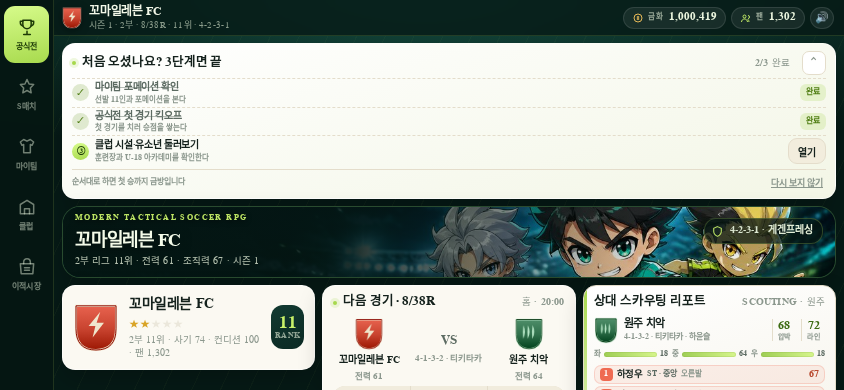 공식전
S매치
마이팀
클럽
이적시장
꼬마일레븐 FC
시즌 1 · 2부 · 8/38R · 11위 · 4-2-3-1
금화 1,000,419
팬 1,302
처음 오셨나요? 3단계면 끝
2/3 완료
마이팀 포메이션 확인
선발 11인과 포메이션을 본다
완료
공식전 첫 경기 킥오프
첫 경기를 치러 승점을 쌓는다
완료
3 클럽 시설·유소년 둘러보기
훈련장과 U-18 아카데미를 확인한다
열기
순서대로 하면 첫 승까지 금방입니다
다시 보지 않기
MODERN TACTICAL SOCCER RPG
꼬마일레븐 FC
2부 리그 11위 · 전력 61 · 조직력 67 · 시즌 1
4-2-3-1 · 게겐프레싱
꼬마일레븐 FC
★★★★★
2부 11위 · 사기 74 · 컨디션 100
· 팬 1,302
11
RANK
다음 경기 · 8/38R
홈 · 20:00
꼬마일레븐 FC
전력 61
VS
4-1-3-2 · 티키타카
원주 치악
전력 64
상대 스카우팅 리포트
SCOUTING · 원주
원주 치악
4-1-3-2 · 티키타카 · 하윤술
68
압박
72
라인
좌 18 중 64 우 18
1 하정우 ST · 중앙 오른발 67